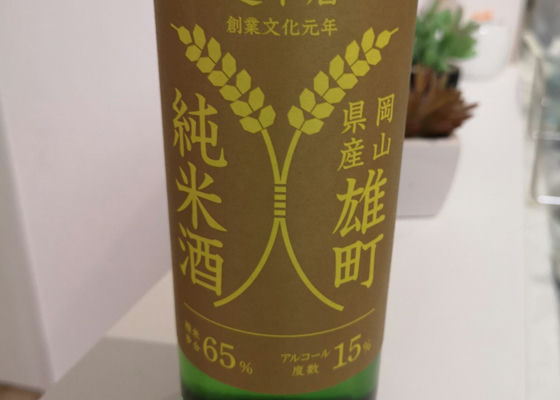 創業文化元年
岡山県産
雄町
純米酒
精米歩合65%
アルコール度数15%